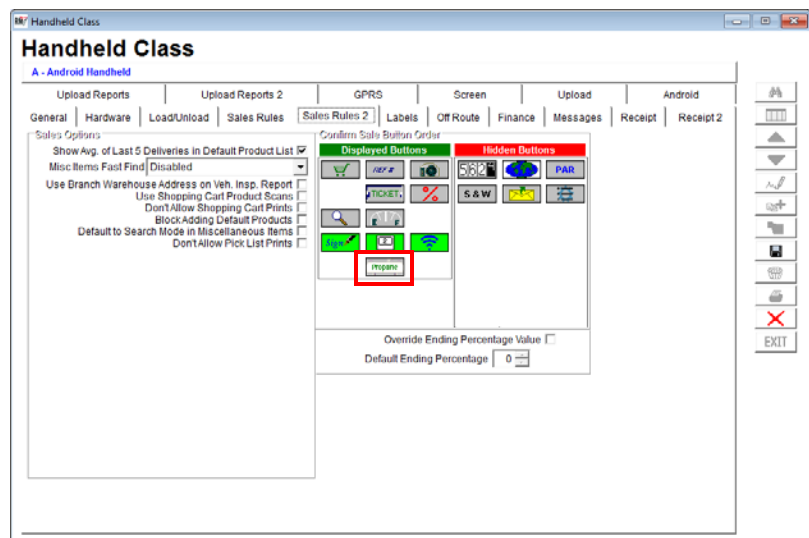 Handheld Class
Handheld Class
A - Android Handheld
Upload Reports Upload Reports 2 GPRS Screen Upload Android
General Hardware Load/Unload Sales Rules Sales Rules 2 Labels Off Route Finance Messages Receipt Receipt 2
Sales Options
Show Avg. of Last 5 Deliveries in Default Product List
Misc Items Fast Find Disabled
Use Branch Warehouse Address on Veh. Insp. Report
Use Shopping Cart Product Scans
Don't Allow Shopping Cart Prints
Block Adding Default Products
Default to Search Mode in Miscellaneous Items
Don't Allow Pick List Prints
Confirm Sale Button Order
Displayed Buttons Hidden Buttons
REF # 562 PAR
TICKET % S & W
E F
Sign
Propane
Override Ending Percentage Value
Default Ending Percentage 0
EXIT